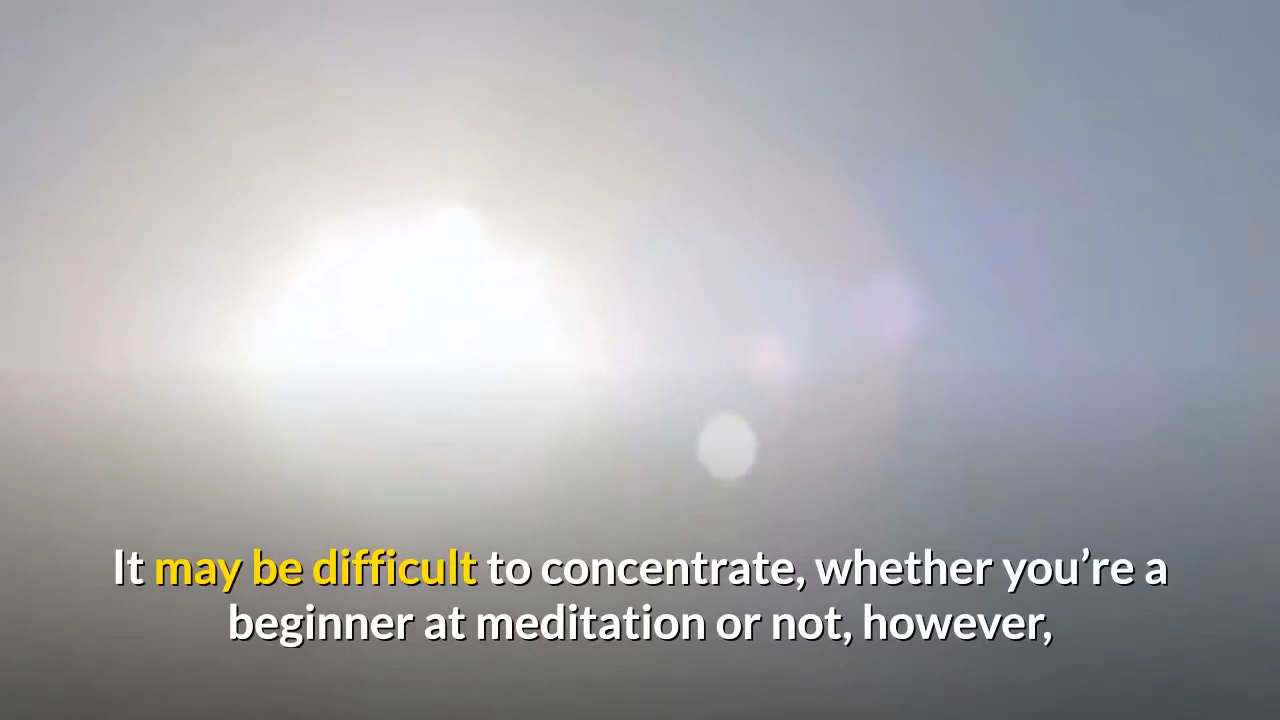 It may be difficult to concentrate, whether you’re a
beginner at meditation or not, however,